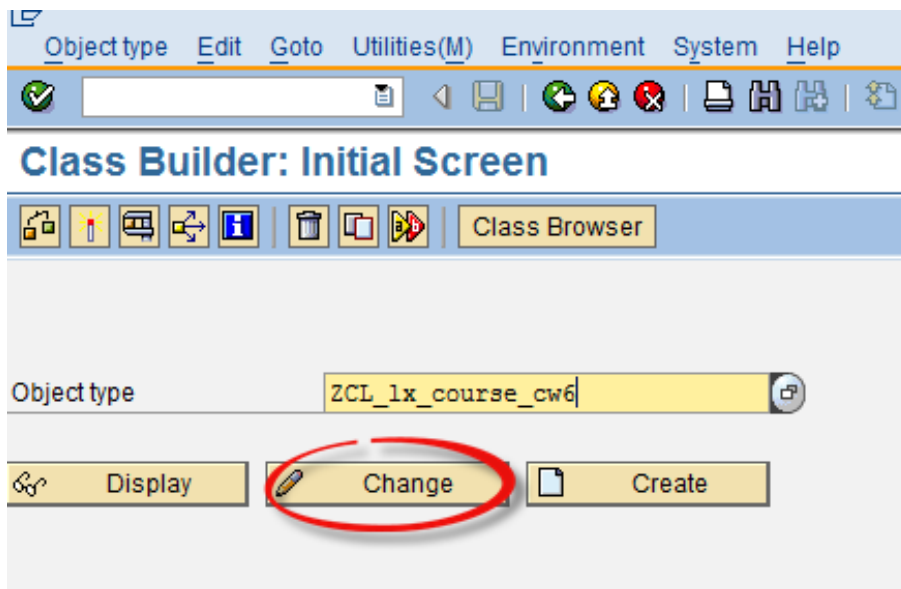 Object type Edit Goto Utilities(M) Environment System Help
Class Builder: Initial Screen
Class Browser
Object type ZCL_lx_course_cw6
Display Change Create